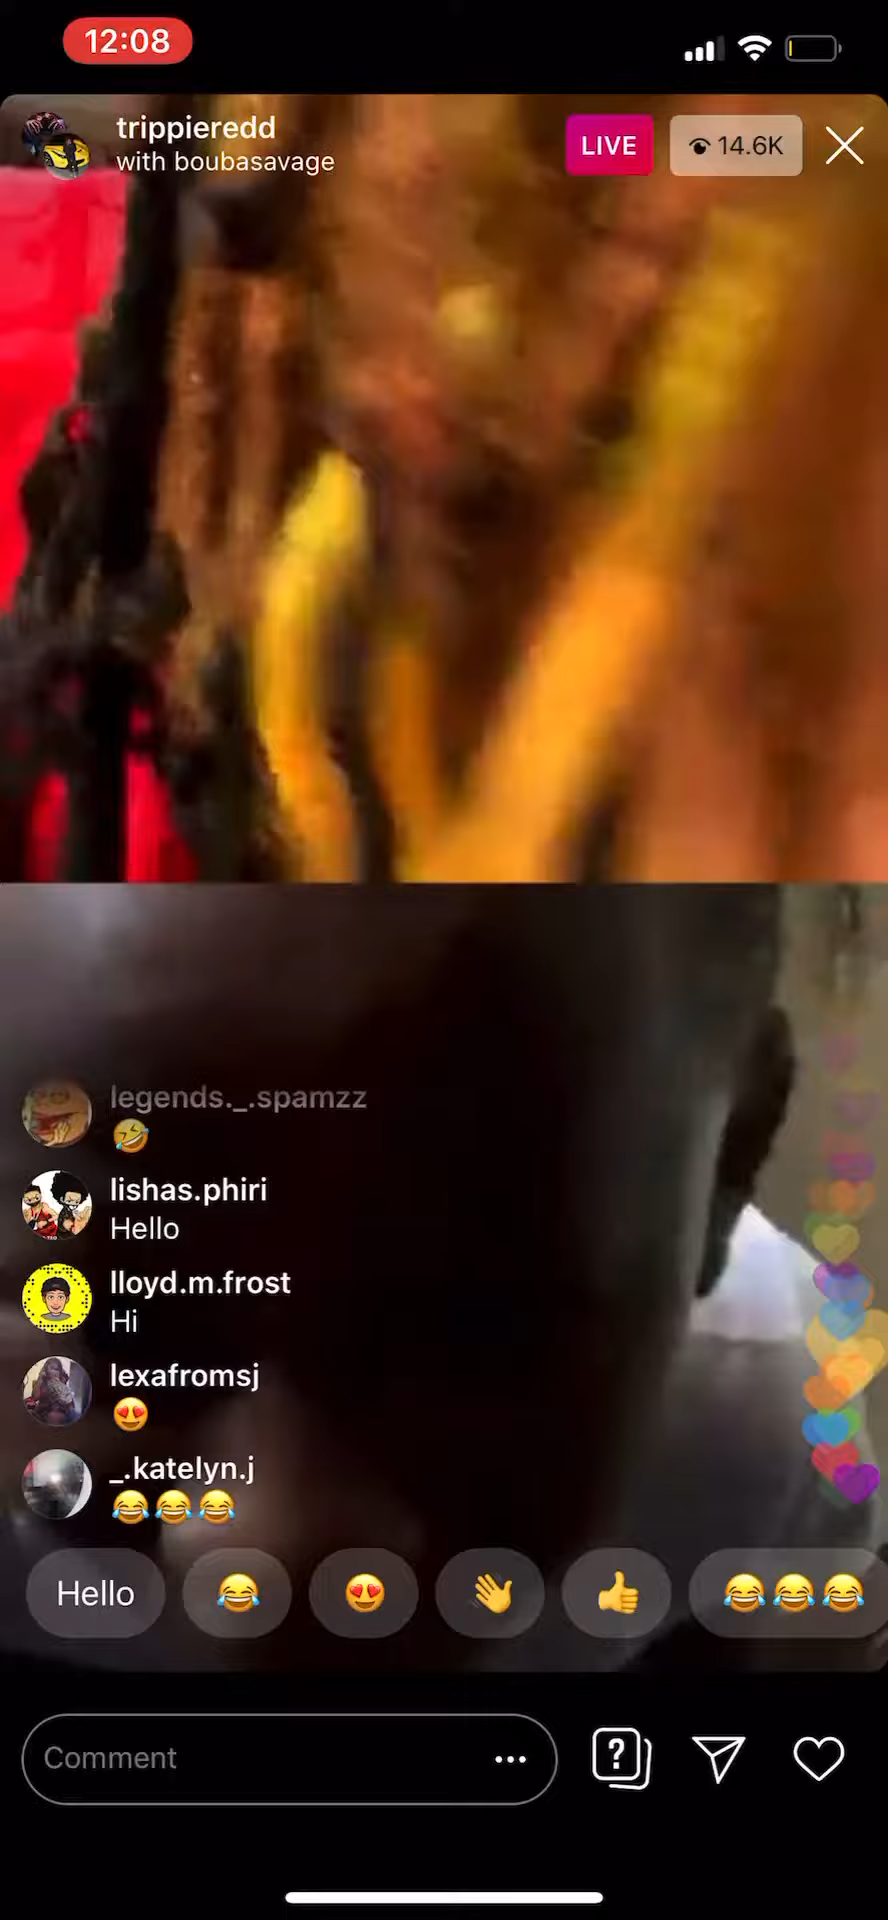 12:08
trippieredd
with boubasavage
LIVE
14.6K
legends._.spamzz
🤣
lishas.phiri
Hello
lloyd.m.frost
Hi
lexafromsj
😍
_.katelyn.j
😂😂😂
Hello 😂 😍 👋 👍 😂😂😂
Comment